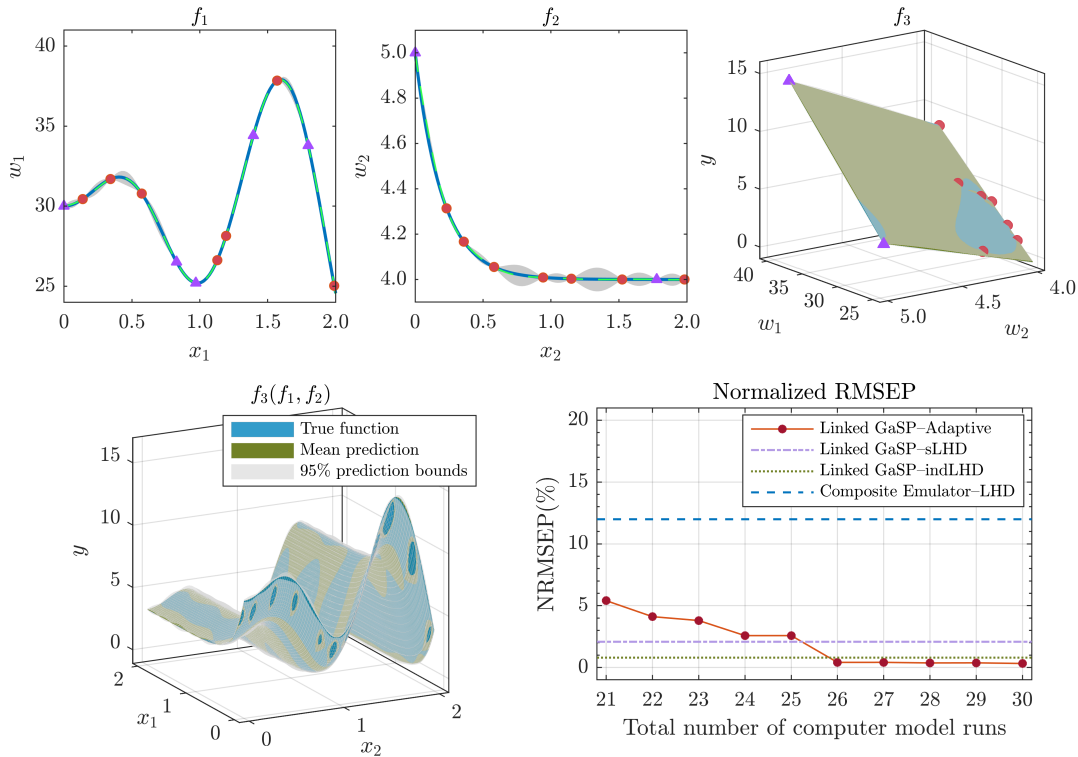 f1
40
35
30
25
w1
0
0.5
1.0
1.5
2.0
x1
f2
5.0
4.8
4.6
4.4
4.2
4.0
w2
0
0.5
1.0
1.5
2.0
x2
f3
15
10
5
0
y
40
35
30
25
w1
5.0
4.5
4.0
w2
f3(f1, f2)
True function
Mean prediction
95% prediction bounds
15
10
5
0
y
2
1
0
x1
0
1
2
x2
Normalized RMSEP
Linked GaSP–Adaptive
Linked GaSP–sLHD
Linked GaSP–indLHD
Composite Emulator–LHD
20
15
10
5
0
NRMSEP(%)
21 22 23 24 25 26 27 28 29 30
Total number of computer model runs